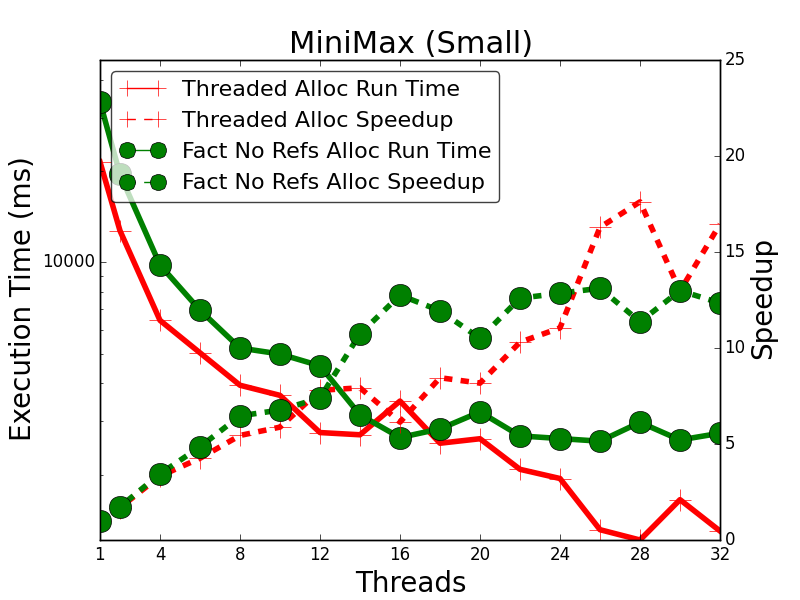 MiniMax (Small)
Threaded Alloc Run Time
Threaded Alloc Speedup
Fact No Refs Alloc Run Time
Fact No Refs Alloc Speedup
Execution Time (ms)
10000
Speedup
25
20
15
10
5
0
1 4 8 12 16 20 24 28 32
Threads